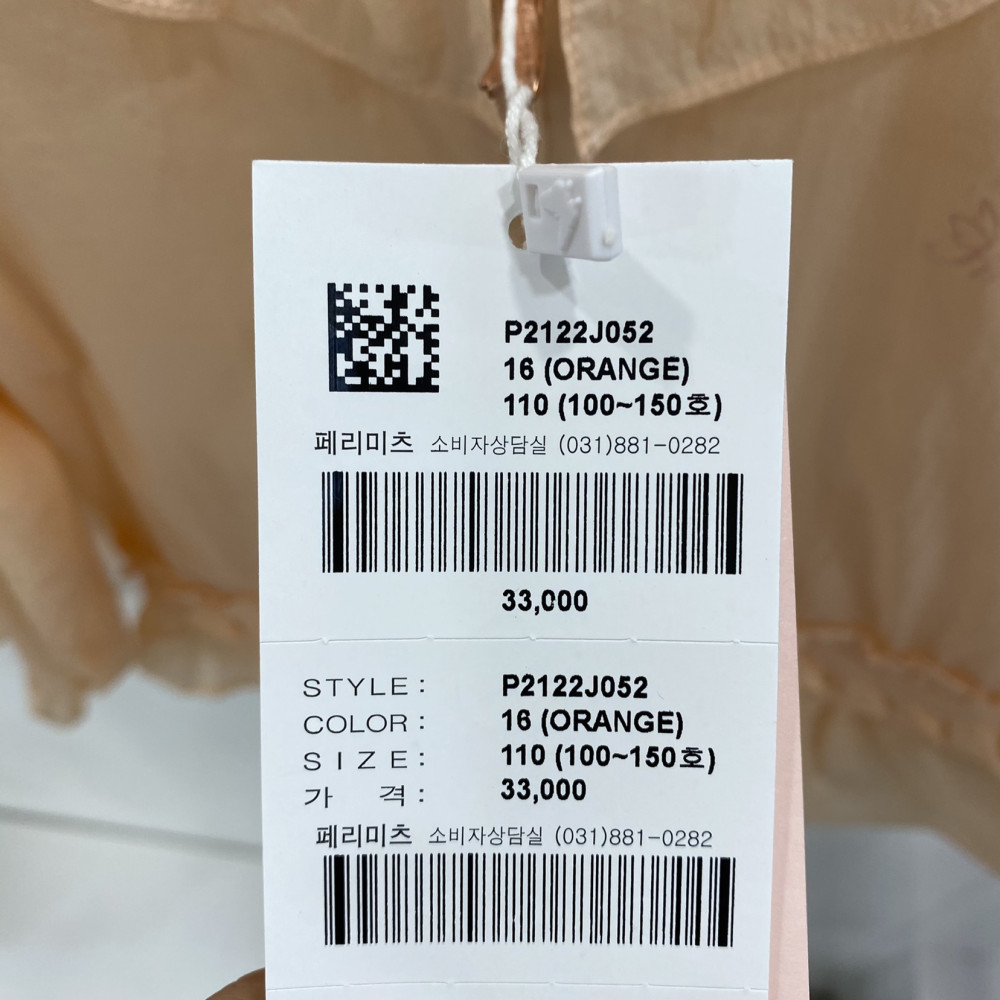 P2122J052
16 (ORANGE)
110 (100~150호)
페리미츠 소비자상담실 (031)881-0282
33,000
STYLE : P2122J052
COLOR : 16 (ORANGE)
SIZE : 110 (100~150호)
가 격 : 33,000
페리미츠 소비자상담실 (031)881-0282